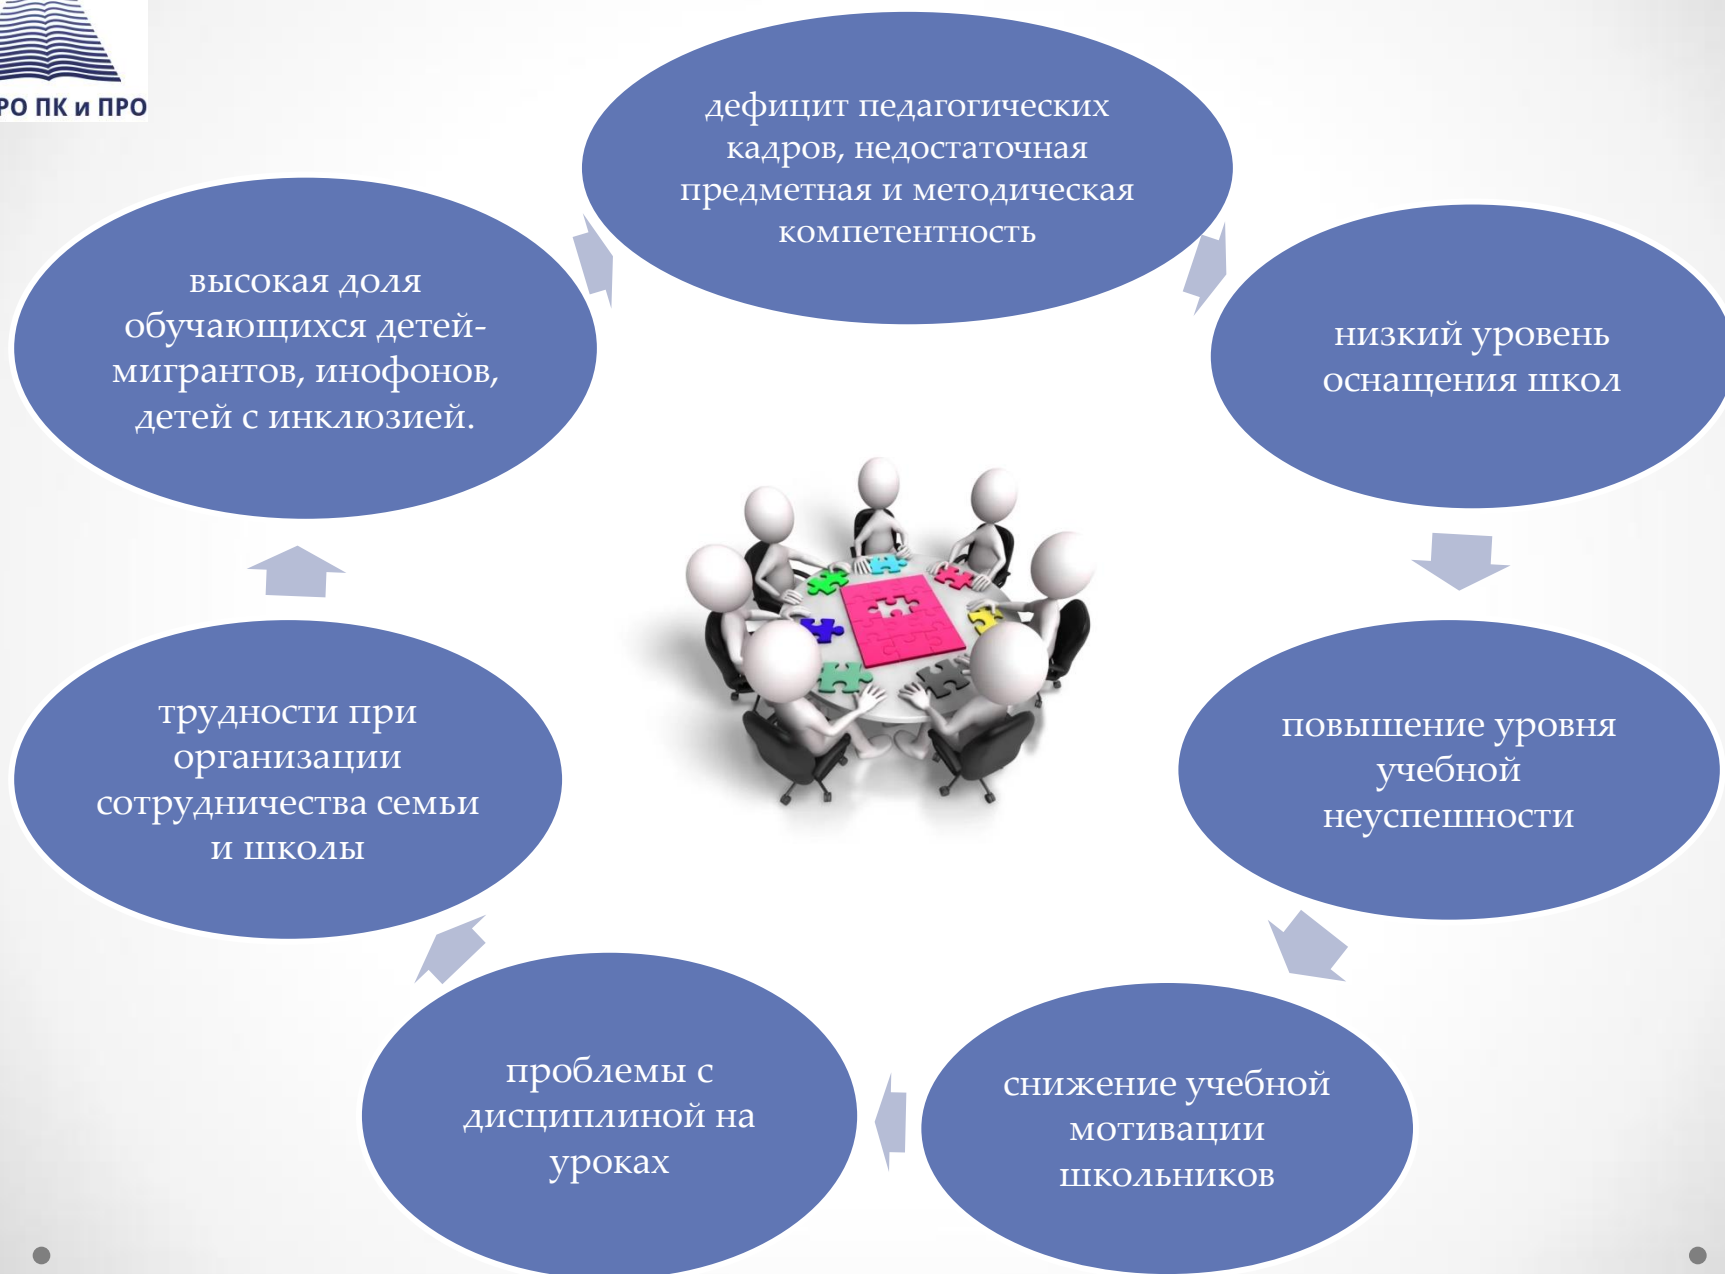 РО ПК и ПРО
дефицит педагогических
кадров, недостаточная
предметная и методическая
компетентность
низкий уровень
оснащения школ
повышение уровня
учебной
неуспешности
снижение учебной
мотивации
школьников
проблемы с
дисциплиной на
уроках
трудности при
организации
сотрудничества семьи
и школы
высокая доля
обучающихся детей-
мигрантов, инофонов,
детей с инклюзией.